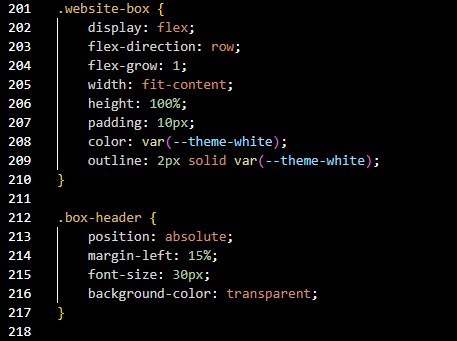 201 .website-box {
202     display: flex;
203     flex-direction: row;
204     flex-grow: 1;
205     width: fit-content;
206     height: 100%;
207     padding: 10px;
208     color: var(--theme-white);
209     outline: 2px solid var(--theme-white);
210 }
211
212 .box-header {
213     position: absolute;
214     margin-left: 15%;
215     font-size: 30px;
216     background-color: transparent;
217 }
218